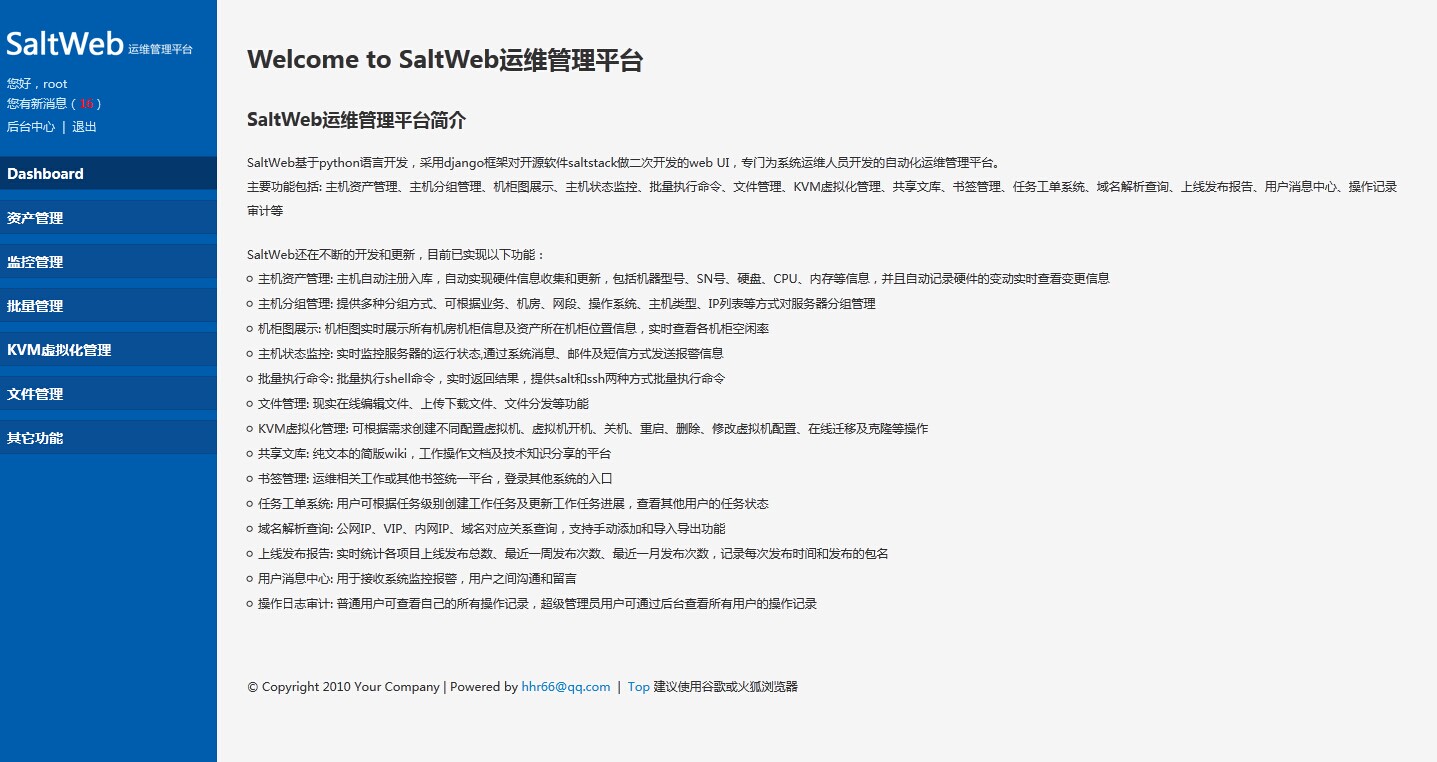 SaltWeb 运维管理平台
您好，root
您有新消息 ( 16 )
后台中心 | 退出
Dashboard
资产管理
监控管理
批量管理
KVM虚拟化管理
文件管理
其它功能
Welcome to SaltWeb运维管理平台
SaltWeb运维管理平台简介
SaltWeb基于python语言开发，采用django框架对开源软件saltstack做二次开发的web UI，专门为系统运维人员开发的自动化运维管理平台。
主要功能包括: 主机资产管理、主机分组管理、机柜图展示、主机状态监控、批量执行命令、文件管理、KVM虚拟化管理、共享文库、书签管理、任务工单系统、域名解析查询、上线发布报告、用户消息中心、操作记录
审计等
SaltWeb还在不断的开发和更新，目前已实现以下功能：
主机资产管理: 主机自动注册入库，自动实现硬件信息收集和更新，包括机器型号、SN号、硬盘、CPU、内存等信息，并且自动记录硬件的变动实时查看变更信息
主机分组管理: 提供多种分组方式、可根据业务、机房、网段、操作系统、主机类型、IP列表等方式对服务器分组管理
机柜图展示: 机柜图实时展示所有机房机柜信息及资产所在机柜位置信息，实时查看各机柜空闲率
主机状态监控: 实时监控服务器的运行状态,通过系统消息、邮件及短信方式发送报警信息
批量执行命令: 批量执行shell命令，实时返回结果，提供salt和ssh两种方式批量执行命令
文件管理: 现实在线编辑文件、上传下载文件、文件分发等功能
KVM虚拟化管理: 可根据需求创建不同配置虚拟机、虚拟机开机、关机、重启、删除、修改虚拟机配置、在线迁移及克隆等操作
共享文库: 纯文本的简版wiki，工作操作文档及技术知识分享的平台
书签管理: 运维相关工作或其他书签统一平台，登录其他系统的入口
任务工单系统: 用户可根据任务级别创建工作任务及更新工作任务进展，查看其他用户的任务状态
域名解析查询: 公网IP、VIP、内网IP、域名对应关系查询，支持手动添加和导入导出功能
上线发布报告: 实时统计各项目上线发布总数、最近一周发布次数、最近一月发布次数，记录每次发布时间和发布的包名
用户消息中心: 用于接收系统监控报警，用户之间沟通和留言
操作日志审计: 普通用户可查看自己的所有操作记录，超级管理员用户可通过后台查看所有用户的操作记录
© Copyright 2010 Your Company | Powered by hhr66@qq.com | Top 建议使用谷歌或火狐浏览器